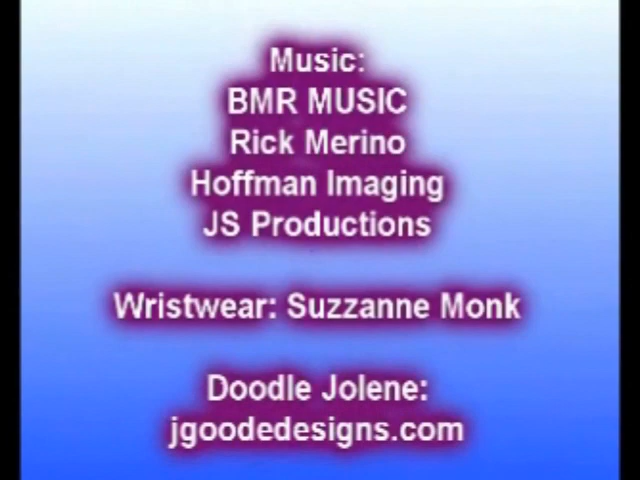 Music:
BMR MUSIC
Rick Merino
Hoffman Imaging
JS Productions
Wristwear: Suzzanne Monk
Doodle Jolene:
jgoodedesigns.com